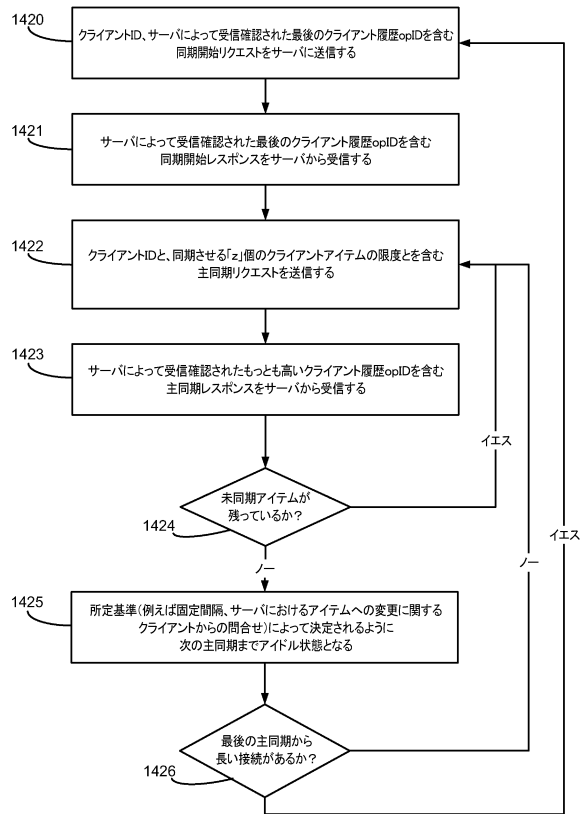 1420
クライアントID、サーバによって受信確認された最後のクライアント履歴opIDを含む
同期開始リクエストをサーバに送信する
1421
サーバによって受信確認された最後のクライアント履歴opIDを含む
同期開始レスポンスをサーバから受信する
1422
クライアントIDと、同期させる「z」個のクライアントアイテムの限度とを含む
主同期リクエストを送信する
1423
サーバによって受信確認されたもっとも高いクライアント履歴opIDを含む
主同期レスポンスをサーバから受信する
イエス
未同期アイテムが
残っているか?
1424
イエス
ノー
ノー
1425
所定基準(例えば固定間隔、サーバにおけるアイテムへの変更に関する
クライアントからの問合せ)によって決定されるように
次の主同期までアイドル状態となる
最後の主同期から
長い接続があるか?
1426